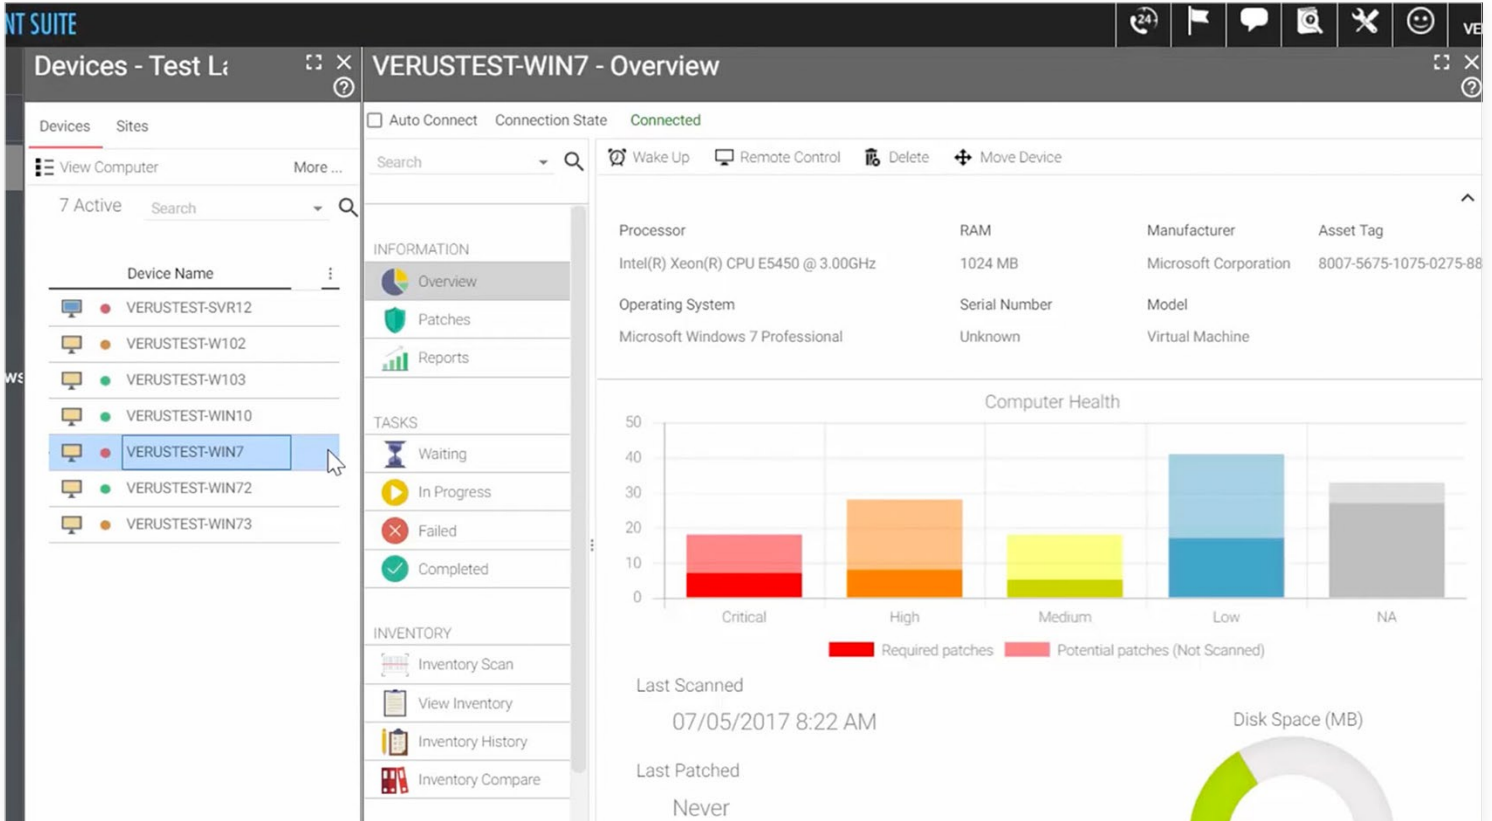 NT SUITE
24
VE
Devices - Test La
VERUSTEST-WIN7 - Overview
Devices
Sites
View Computer
More ...
7 Active
Search
Device Name
VERUSTEST-SVR12
VERUSTEST-W102
VERUSTEST-W103
VERUSTEST-WIN10
VERUSTEST-WIN7
VERUSTEST-WIN72
VERUSTEST-WIN73
ws
Auto Connect
Connection State
Connected
Search
INFORMATION
Overview
Patches
Reports
TASKS
Waiting
In Progress
Failed
Completed
INVENTORY
Inventory Scan
View Inventory
Inventory History
Inventory Compare
Wake Up
Remote Control
Delete
Move Device
Processor
RAM
Manufacturer
Asset Tag
Intel(R) Xeon(R) CPU E5450 @ 3.00GHz
1024 MB
Microsoft Corporation
8007-5675-1075-0275-88
Operating System
Serial Number
Model
Microsoft Windows 7 Professional
Unknown
Virtual Machine
Computer Health
50
40
30
20
10
0
Critical
High
Medium
Low
NA
Required patches
Potential patches (Not Scanned)
Last Scanned
07/05/2017 8:22 AM
Last Patched
Never
Disk Space (MB)